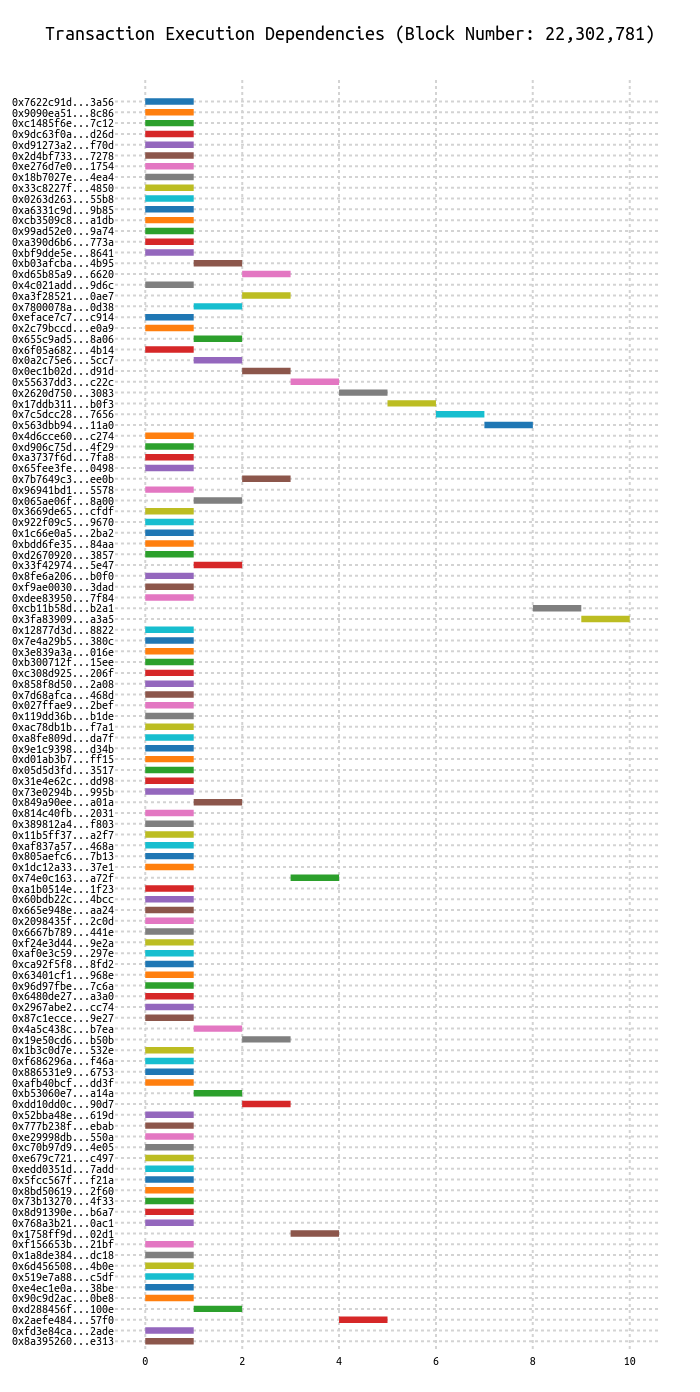 Transaction Execution Dependencies (Block Number: 22,302,781)
0x7622c91d...3a56
0x9090ea51...8c86
0xc1485f6e...7c12
0x9dc63f0a...d26d
0xd91273a2...f70d
0x2d4bf733...7278
0xe276d7e0...1754
0x18b7027e...4ea4
0x33c8227f...4850
0x0263d263...55b8
0xa6331c9d...9b85
0xcb3509c8...a1db
0x99ad52e0...9a74
0xa390d6b6...773a
0xbf9dde5e...8641
0xb03afcba...4b95
0xd65b85a9...6620
0x4c021add...9d6c
0xa3f28521...0ae7
0x7800078a...0d38
0xeface7c7...c914
0x2c79bccd...e0a9
0x655c9ad5...8a06
0x6f05a682...4b14
0x0a2c75e6...5cc7
0x0ec1b02d...d91d
0x55637dd3...c22c
0x2620d750...3083
0x17ddb311...b0f3
0x7c5dcc28...7656
0x563dbb94...11a0
0x4d6cce60...c274
0xd906c75d...4f29
0xa3737f6d...7fa8
0x65fee3fe...0498
0x7b7649c3...ee0b
0x96941bd1...5578
0x065ae06f...8a00
0x3669de65...cfdf
0x922f09c5...9670
0x1c66e0a5...2ba2
0xbdd6fe35...84aa
0xd2670920...3857
0x33f42974...5e47
0x8fe6a206...b0f0
0xf9ae0030...3dad
0xdee83950...7f84
0xcb11b58d...b2a1
0x3fa83909...a3a5
0x12877d3d...8822
0x7e4a29b5...380c
0x3e839a3a...016e
0xb300712f...15ee
0xc308d925...206f
0x858f8d50...2a08
0x7d68afca...468d
0x027ffae9...2bef
0x119dd36b...b1de
0xac78db1b...f7a1
0xa8fe809d...da7f
0x9e1c9398...d34b
0xd01ab3b7...ff15
0x05d5d3fd...3517
0x31e4e62c...dd98
0x73e0294b...995b
0x849a90ee...a01a
0x814c40fb...2031
0x389812a4...f803
0x11b5ff37...a2f7
0xaf837a57...468a
0x805aefc6...7b13
0x1dc12a33...37e1
0x74e0c163...a72f
0xa1b0514e...1f23
0x60bdb22c...4bcc
0x665e948e...aa24
0x2098435f...2c0d
0x6667b789...441e
0xf24e3d44...9e2a
0xaf0e3c59...297e
0xca92f5f8...8fd2
0x63401cf1...968e
0x96d97fbe...7c6a
0x6480de27...a3a0
0x2967abe2...cc74
0x87c1ecce...9e27
0x4a5c438c...b7ea
0x19e50cd6...b50b
0x1b3c0d7e...532e
0xf686296a...f46a
0x886531e9...6753
0xafb40bcf...dd3f
0xb53060e7...a14a
0xdd10dd0c...90d7
0x52bba48e...619d
0x777b238f...ebab
0xe29998db...550a
0xc70b97d9...4e05
0xe679c721...c497
0xedd0351d...7add
0x5fcc567f...f21a
0x8bd50619...2f60
0x73b13270...4f33
0x8d91390e...b6a7
0x768a3b21...0ac1
0x1758ff9d...02d1
0xf156653b...21bf
0x1a8de384...dc18
0x6d456508...4b0e
0x519e7a88...c5df
0xe4ec1e0a...38be
0x90c9d2ac...0be8
0xd288456f...100e
0x2aefe484...57f0
0xfd3e84ca...2ade
0x8a395260...e313
0 2 4 6 8 10